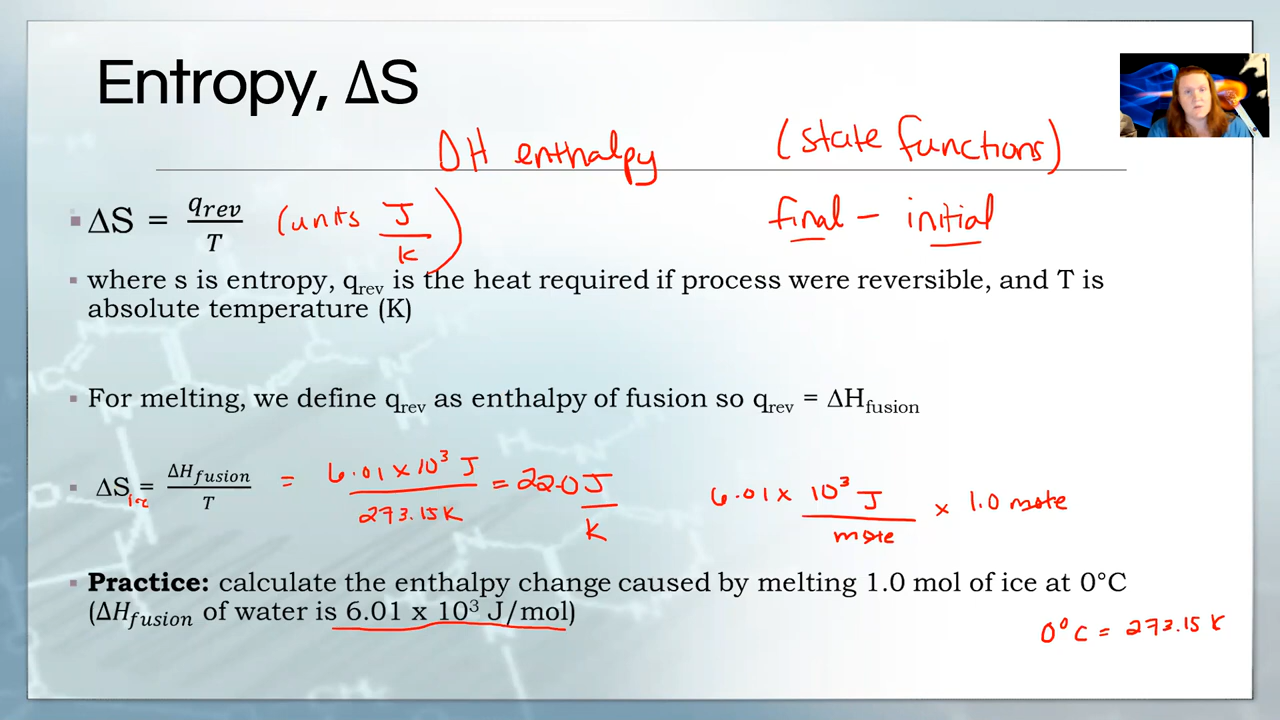 Entropy, ΔS
ΔH enthalpy (state functions)
ΔS = q_rev/T (units J/K) final - initial
where s is entropy, q_rev is the heat required if process were reversible, and T is
absolute temperature (K)
For melting, we define q_rev as enthalpy of fusion so q_rev = ΔH_fusion
ΔS_ice = ΔH_fusion/T = 6.01 x 10³ J/273.15 K = 22.0 J/K 6.01 x 10³ J/mole x 1.0 mole
Practice: calculate the enthalpy change caused by melting 1.0 mol of ice at 0°C
(ΔH_fusion of water is 6.01 x 10³ J/mol)
0°C = 273.15 K